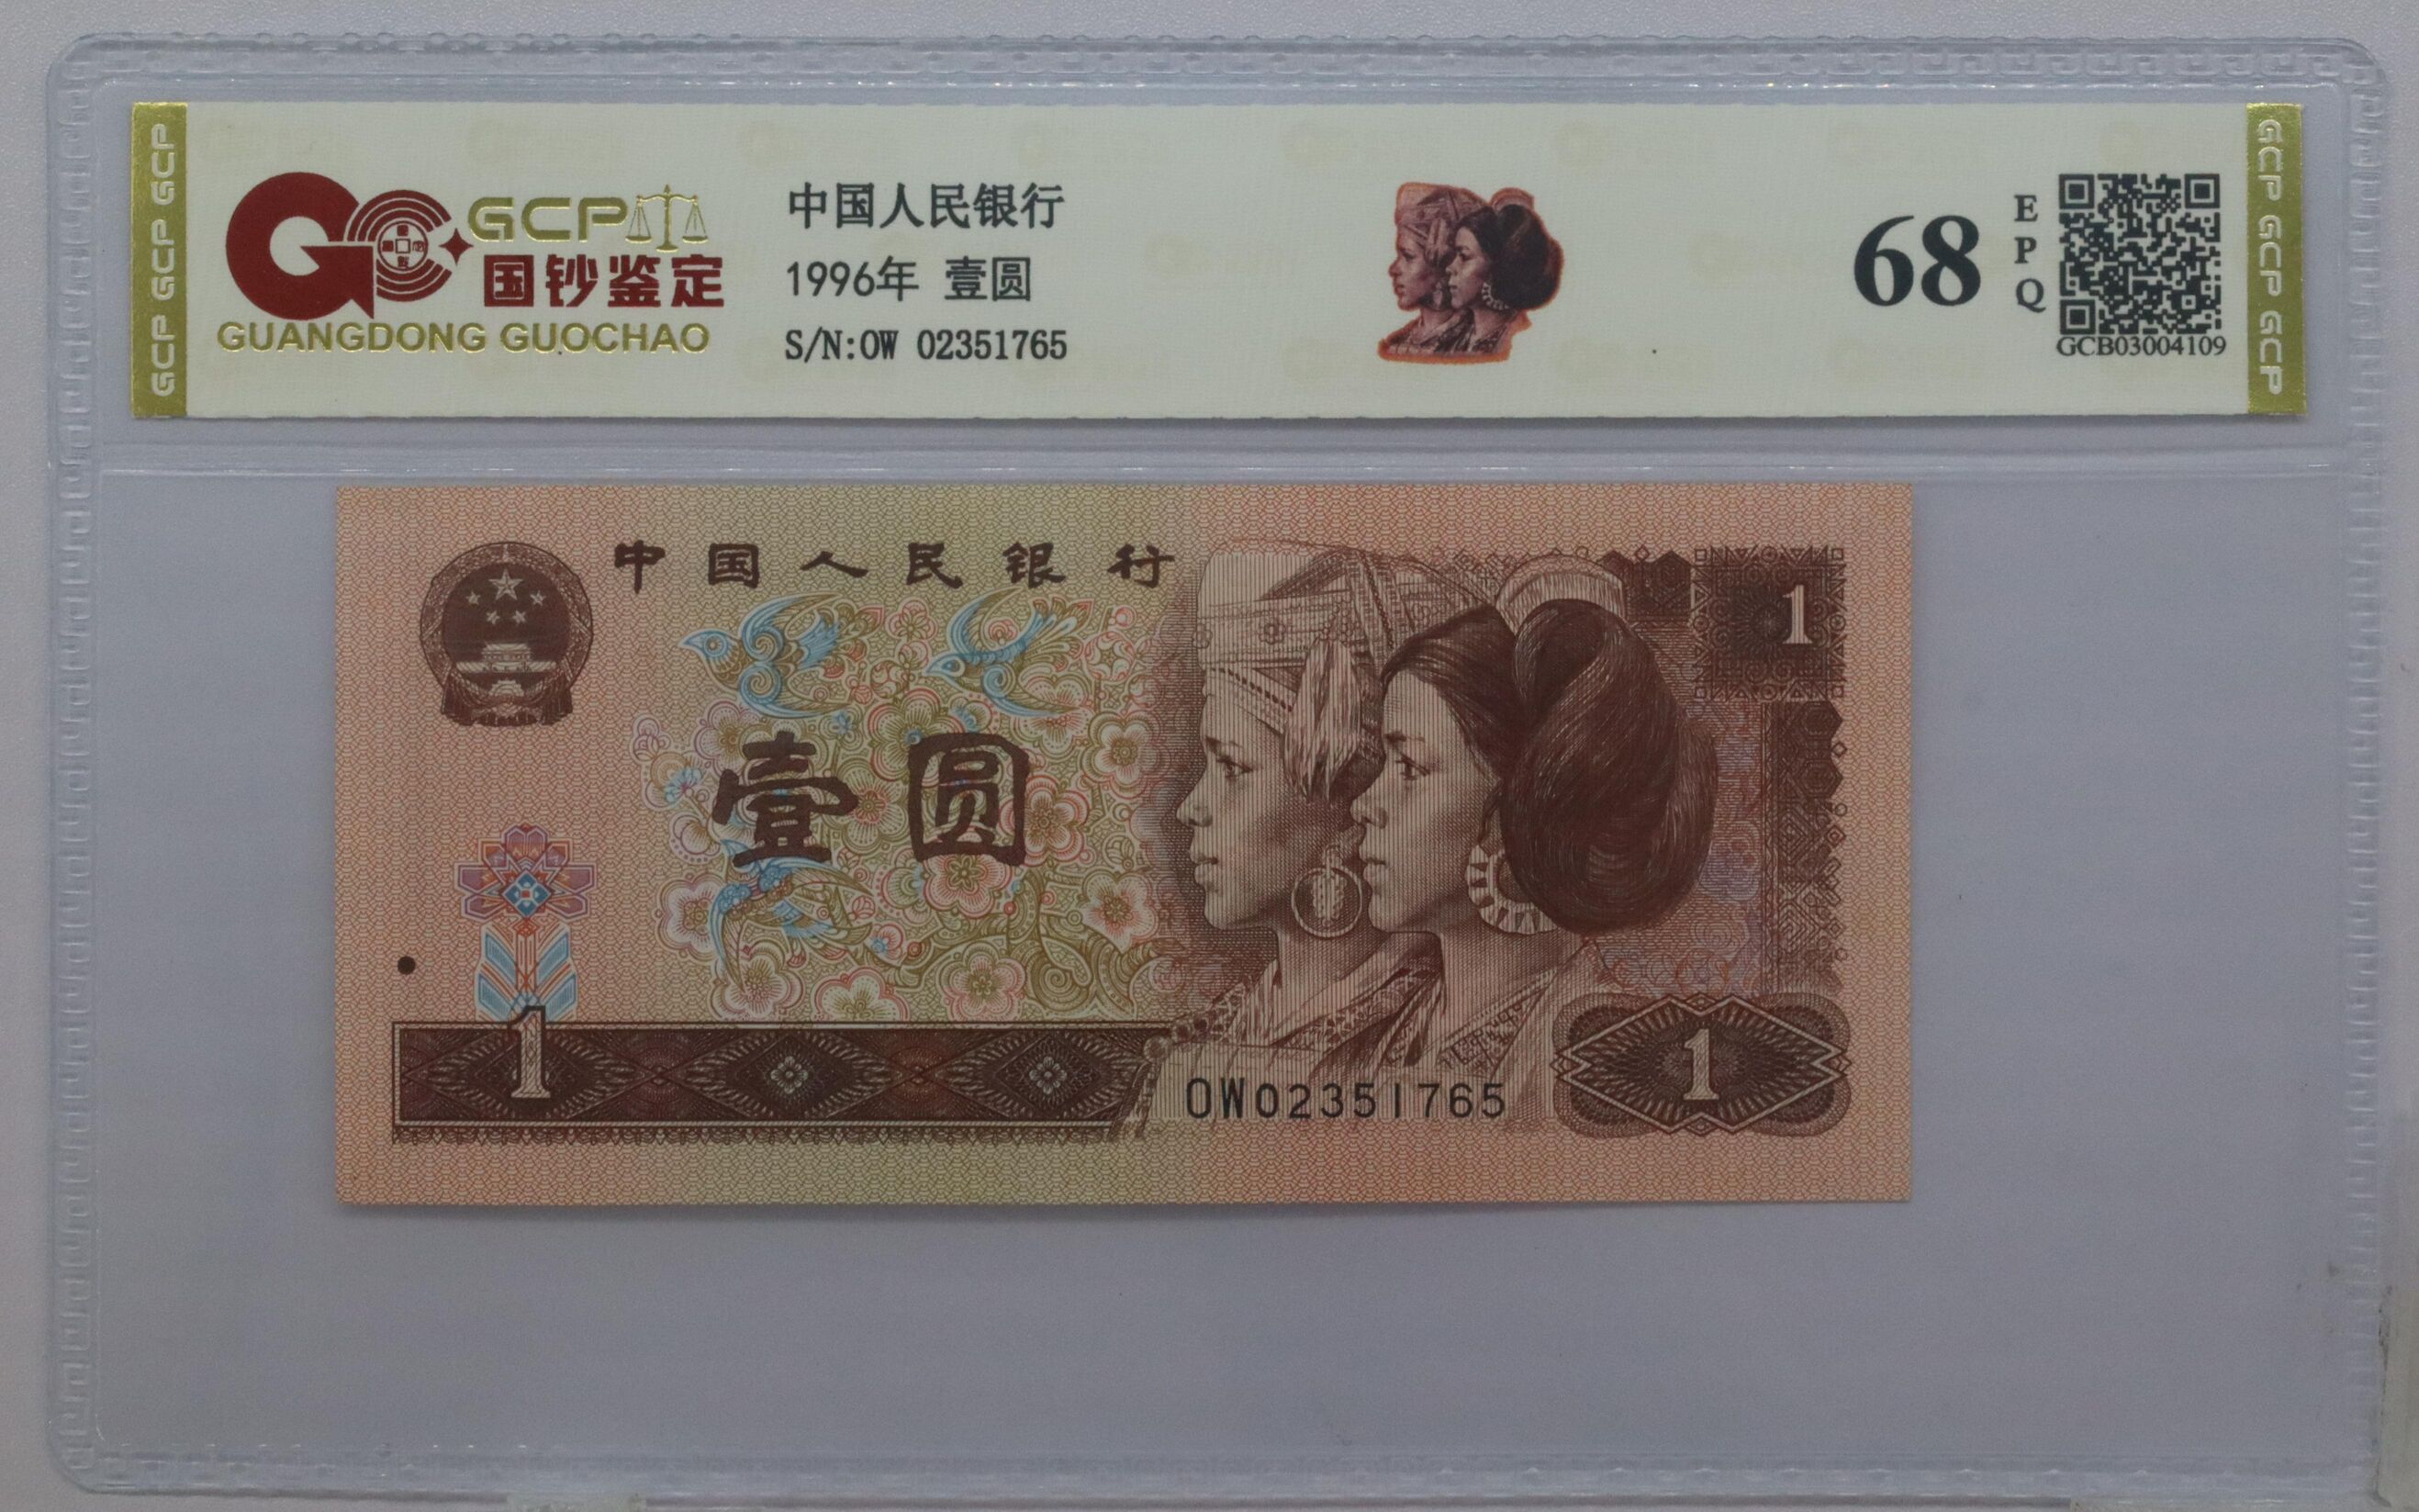 GCP GCP GCP
GCP
国钞鉴定
GUANGDONG GUOCHAO
中国人民银行
1996年 壹圆
S/N:OW 02351765
68
EPQ
GCB03004109
GCP GCP GCP
中国人民银行
1
壹圆
1
OW02351765
1